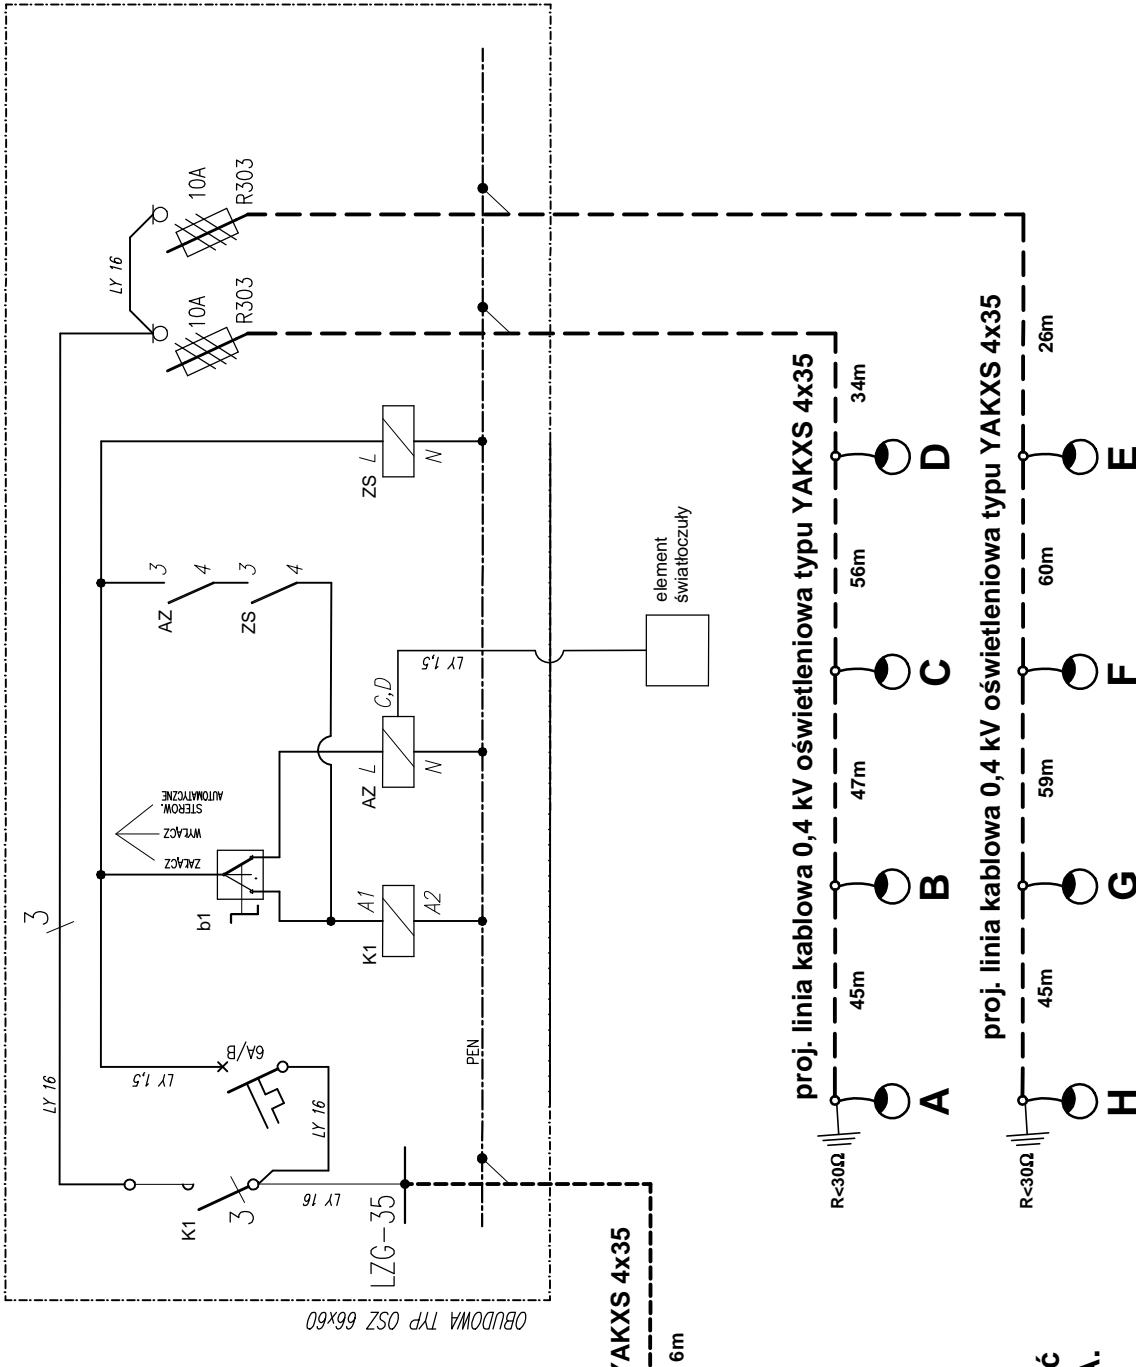 OBUDOWA TYP OSZ 66x60
LZG-35
K1
3
LY 16
LY 16
LY 16
3
6A/B
LY 1,5
PEN
b1
ZAŁĄCZ
WYŁĄCZ
STEROW.
AUTOMATYCZNE
K1
A1
A2
AZ
L
N
C,D
LY 1,5
element
światłoczuły
AZ
3
4
ZS
3
4
ZS
L
N
LY 16
10A
R303
10A
R303
YAKXS 4x35
6m
proj. linia kablowa 0,4 kV oświetleniowa typu YAKXS 4x35
R<30Ω
45m
47m
56m
34m
A
B
C
D
proj. linia kablowa 0,4 kV oświetleniowa typu YAKXS 4x35
R<30Ω
45m
59m
60m
26m
H
G
F
E
ć
A.